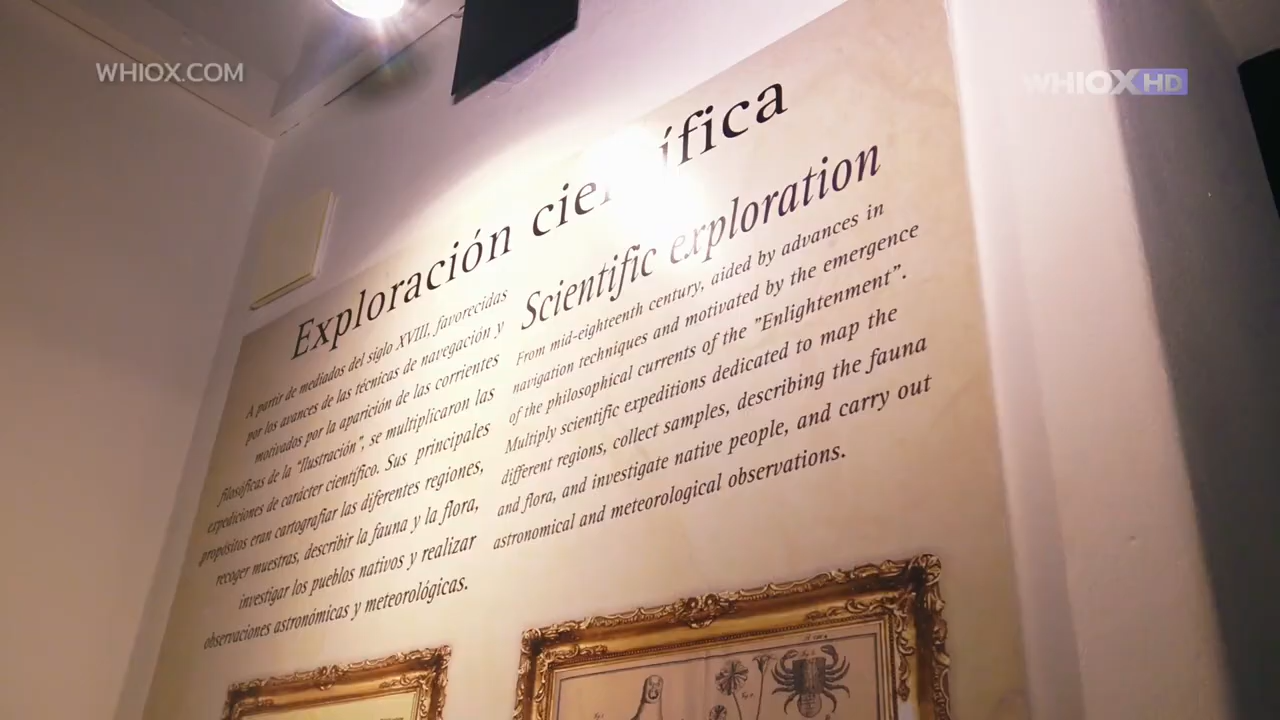 WHIOX.COM
WHIOXHD
Exploración científica
A partir de mediados del siglo XVIII, favorecidas
por los avances de las técnicas de navegación y
motivados por la aparición de las corrientes
filosóficas de la "Ilustración", se multiplicaron las
expediciones de carácter científico. Sus principales
propósitos eran cartografiar las diferentes regiones,
recoger muestras, describir la fauna y la flora,
investigar los pueblos nativos y realizar
observaciones astronómicas y meteorológicas.
Scientific exploration
From mid-eighteenth century, aided by advances in
navigation techniques and motivated by the emergence
of the philosophical currents of the "Enlightenment".
Multiply scientific expeditions dedicated to map the
different regions, collect samples, describing the fauna
and flora, and investigate native people, and carry out
astronomical and meteorological observations.